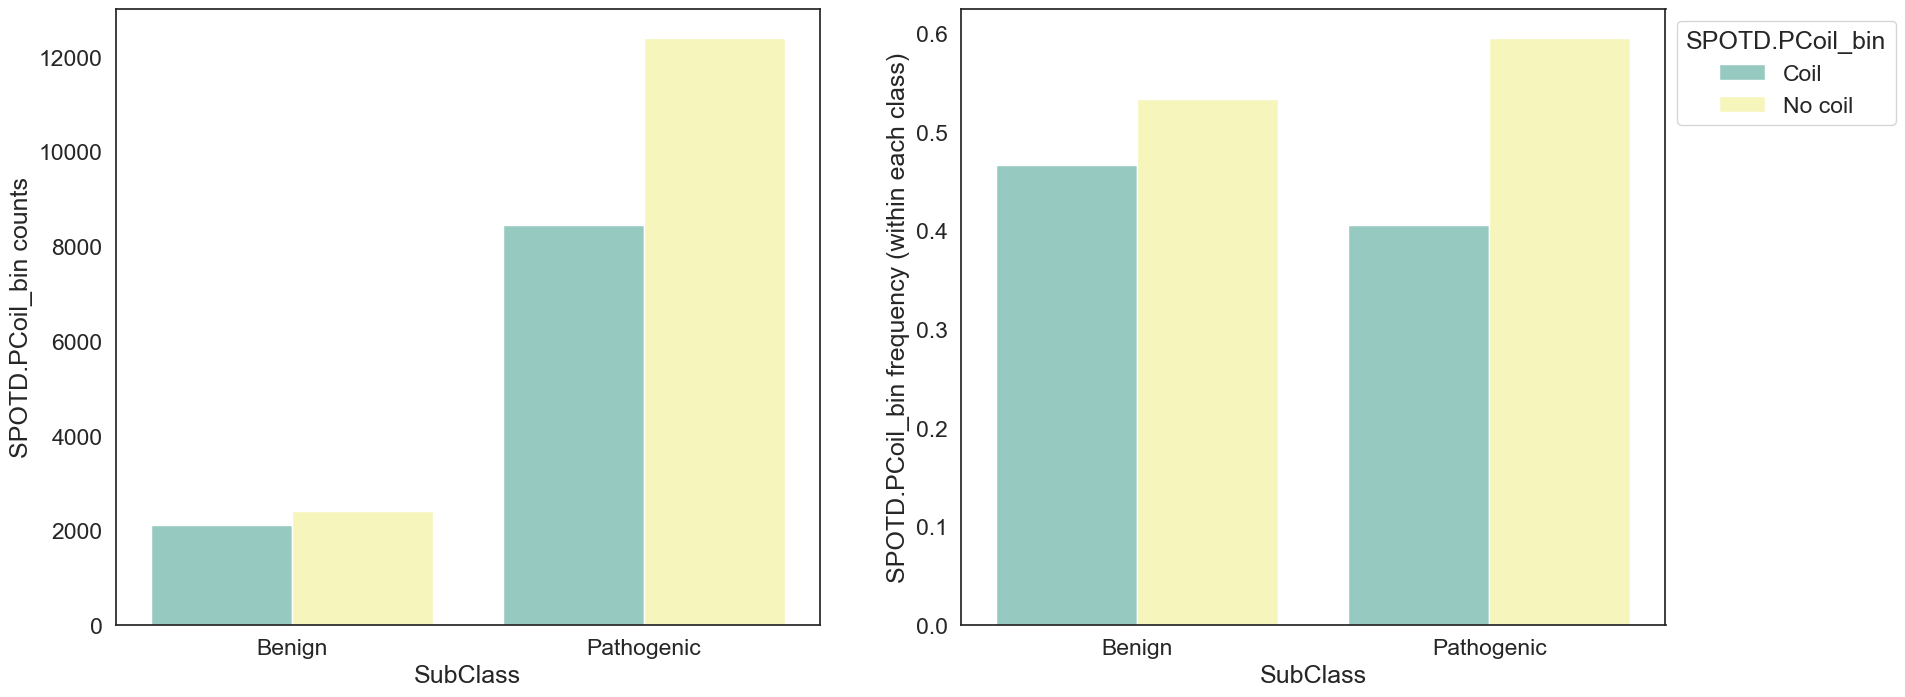 SPOTD.PCoil_bin counts
12000
10000
8000
6000
4000
2000
0
Benign
Pathogenic
SubClass
SPOTD.PCoil_bin frequency (within each class)
0.6
0.5
0.4
0.3
0.2
0.1
0.0
Benign
Pathogenic
SubClass
SPOTD.PCoil_bin
Coil
No coil